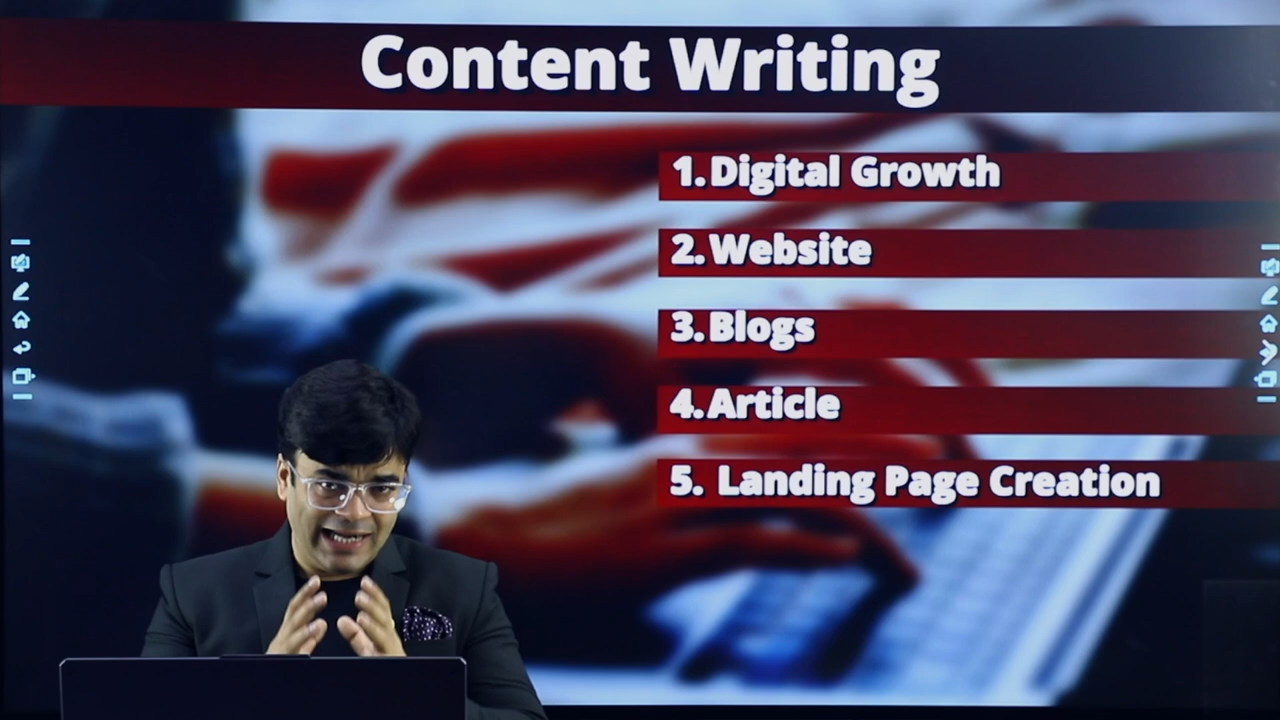 Content Writing
1.Digital Growth
2.Website
3.Blogs
4.Article
5. Landing Page Creation